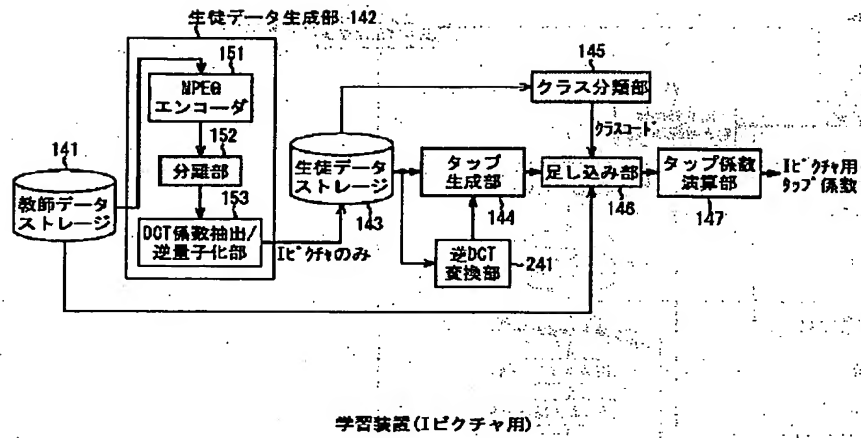 生徒データ生成部 142
151
MPEG
エンコーダ
152
分離部
153
DCT係数抽出/
逆量子化部
141
教師データ
ストレージ
Iピクチャのみ
生徒データ
ストレージ
143
145
クラス分類部
クラスコード
タップ
生成部
144
逆DCT
変換部
241
足し込み部
146
タップ係数
演算部
147
Iピクチャ用
タップ係数
学習装置(Iピクチャ用)